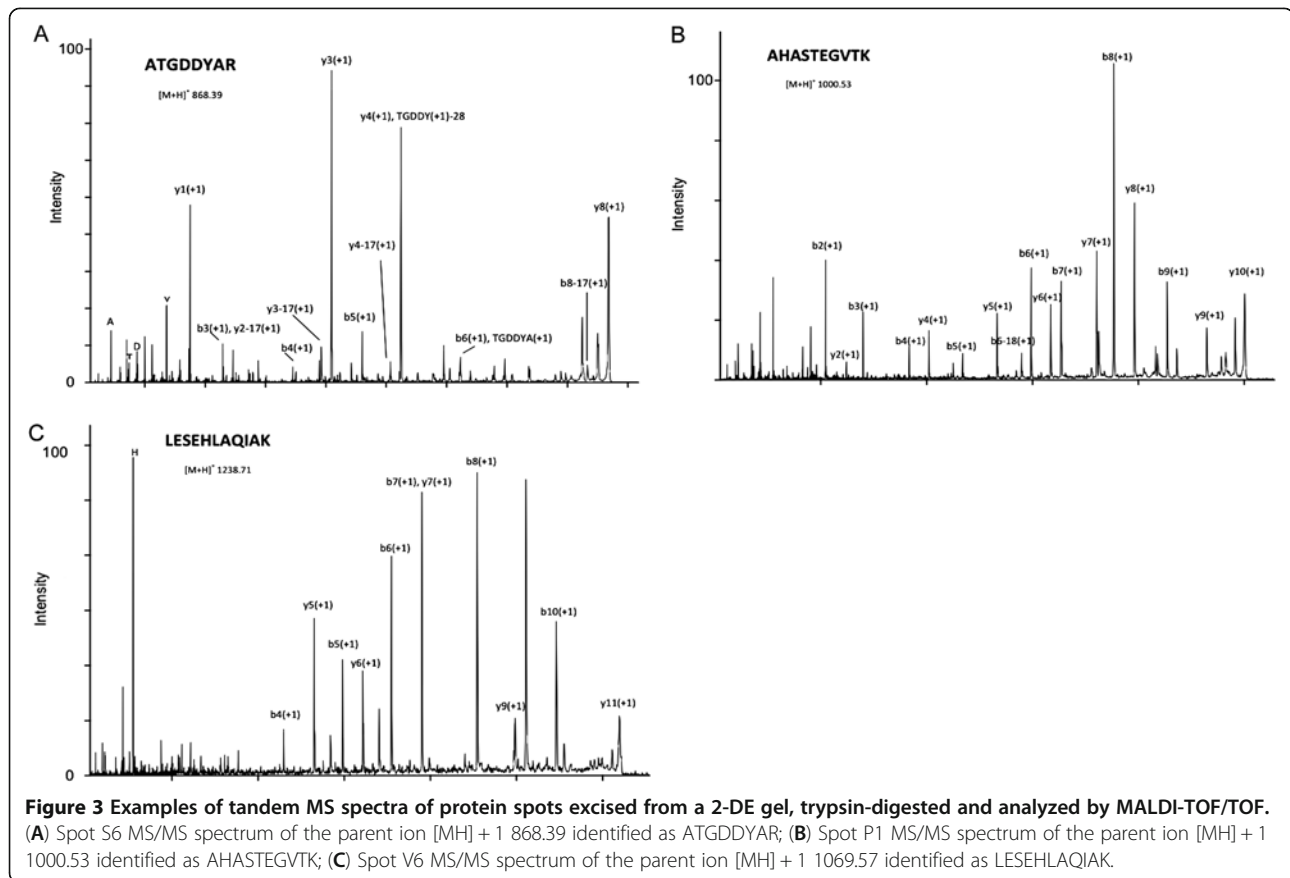 A
100
ATGDDYAR
[M+H]+ 868.39
Intensity
0
A
T
D
Y
y1(+1)
b3(+1), y2-17(+1)
b4(+1)
y3-17(+1)
y3(+1)
b5(+1)
y4-17(+1)
y4(+1), TGDDY(+1)-28
b6(+1), TGDDYA(+1)
b8-17(+1)
y8(+1)
B
100
AHASTEGVTK
[M+H]+ 1000.53
Intensity
0
b2(+1)
y2(+1)
b3(+1)
b4(+1)
y4(+1)
b5(+1)
y5(+1)
b6-18(+1)
b6(+1)
y6(+1)
b7(+1)
y7(+1)
b8(+1)
y8(+1)
b9(+1)
y9(+1)
y10(+1)
C
100
LESEHLAQIAK
[M+H]+ 1238.71
Intensity
0
H
b4(+1)
y5(+1)
b5(+1)
y6(+1)
b6(+1)
b7(+1), y7(+1)
b8(+1)
y9(+1)
b10(+1)
y11(+1)
Figure 3 Examples of tandem MS spectra of protein spots excised from a 2-DE gel, trypsin-digested and analyzed by MALDI-TOF/TOF.
(A) Spot S6 MS/MS spectrum of the parent ion [MH] + 1 868.39 identified as ATGDDYAR; (B) Spot P1 MS/MS spectrum of the parent ion [MH] + 1
1000.53 identified as AHASTEGVTK; (C) Spot V6 MS/MS spectrum of the parent ion [MH] + 1 1069.57 identified as LESEHLAQIAK.